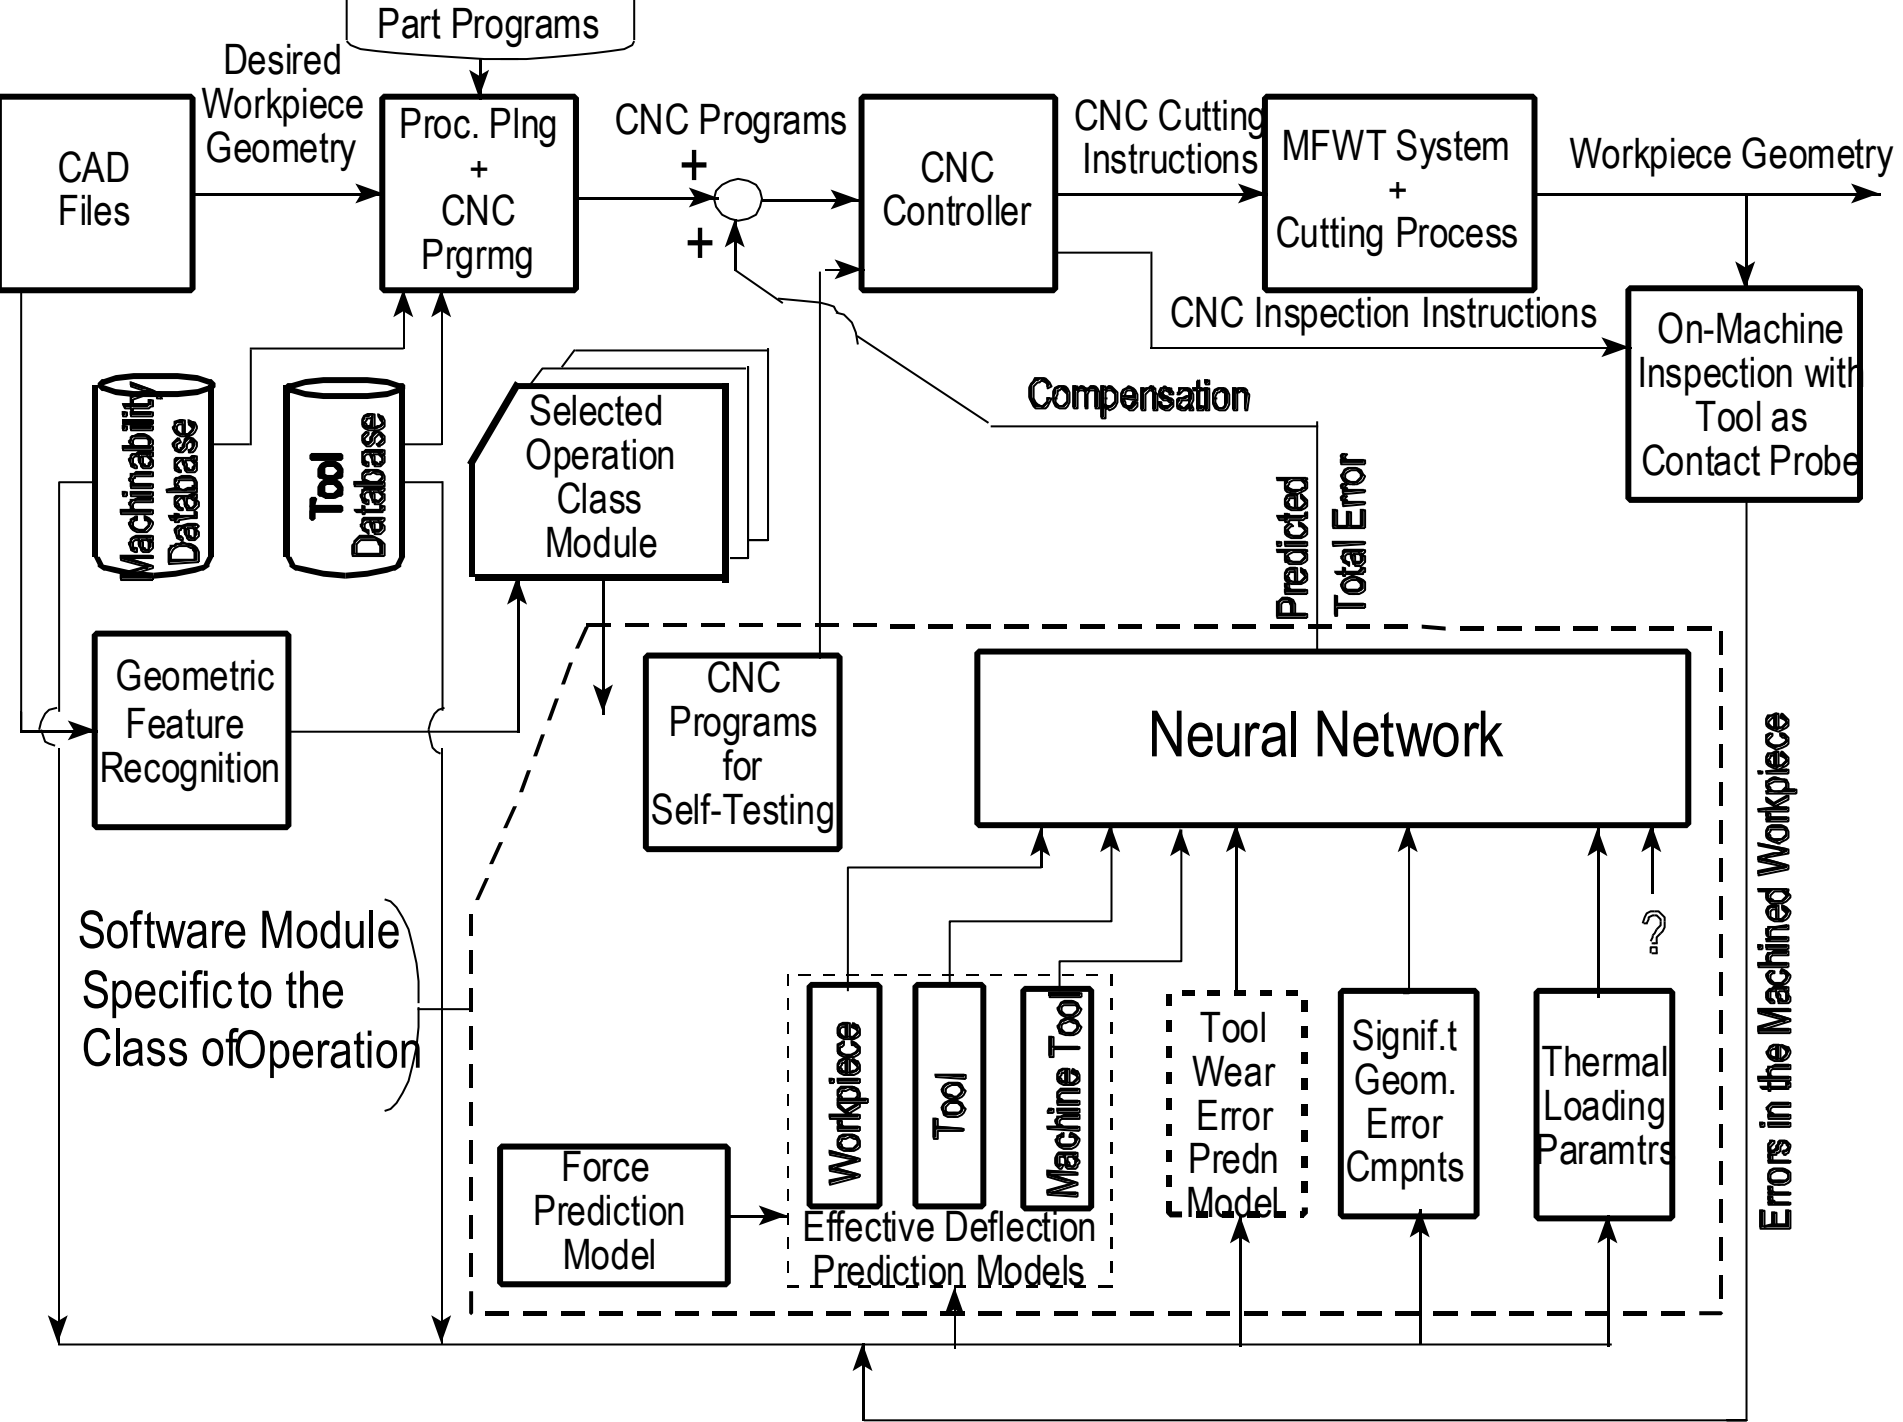 Part Programs
Desired
Workpiece
Geometry
CAD
Files
Proc. Plng
+
CNC
Prgrmg
CNC Programs
+
+
CNC
Controller
CNC Cutting
Instructions
MFWT System
+
Cutting Process
Workpiece Geometry
CNC Inspection Instructions
On-Machine
Inspection with
Tool as
Contact Probe
Machinability
Database
Tool
Database
Selected
Operation
Class
Module
Compensation
Predicted
Total Error
Geometric
Feature
Recognition
CNC
Programs
for
Self-Testing
Neural Network
Errors in the Machined Workpiece
?
Software Module
Specific to the
Class of Operation
Workpiece
Tool
Machine Tool
Effective Deflection
Prediction Models
Force
Prediction
Model
Tool
Wear
Error
Predn
Model
Signif.t
Geom.
Error
Cmpnts
Thermal
Loading
Paramtrs